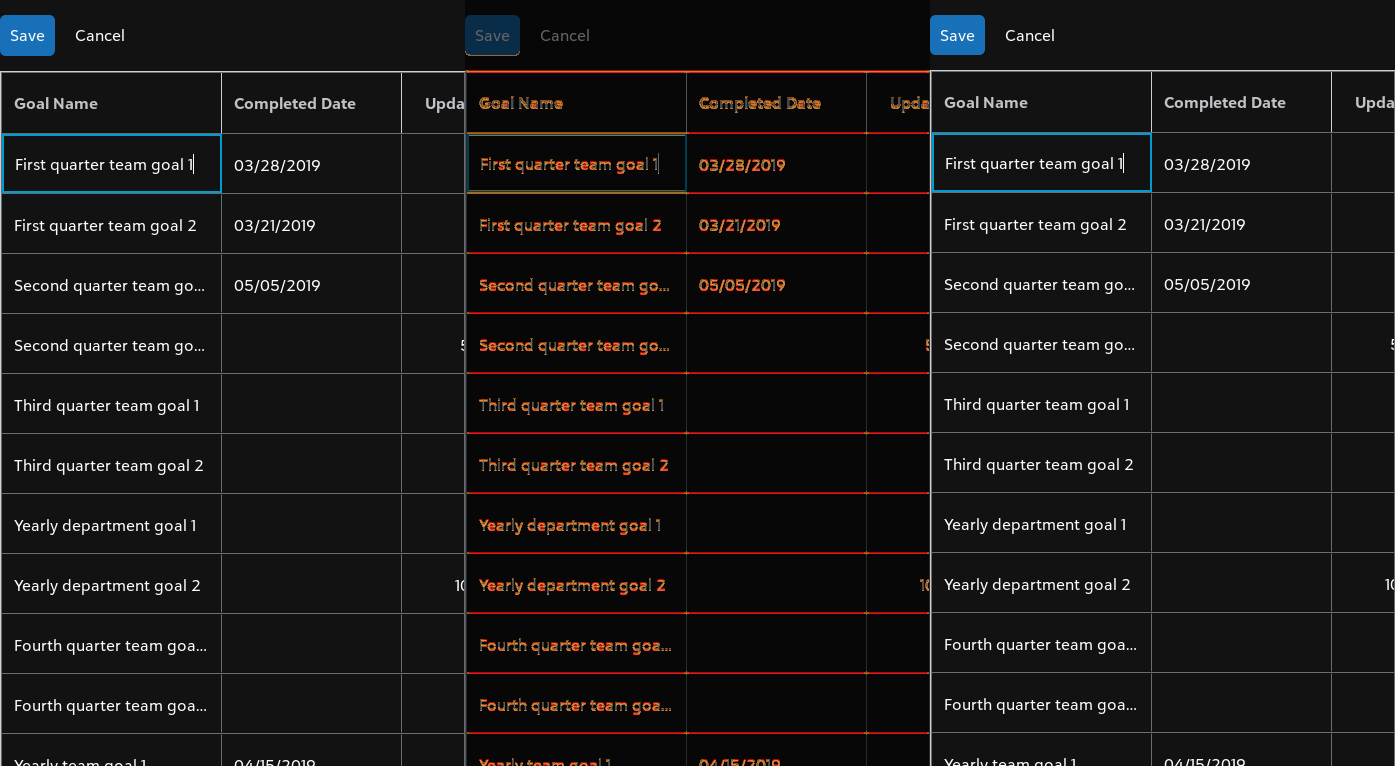 Save Cancel Save Cancel Save Cancel
Goal Name Completed Date Upda Goal Name Completed Date Upda Goal Name Completed Date Upda
First quarter team goal 1 03/28/2019 First quarter team goal 1 03/28/2019 First quarter team goal 1 03/28/2019
First quarter team goal 2 03/21/2019 First quarter team goal 2 03/21/2019 First quarter team goal 2 03/21/2019
Second quarter team go... 05/05/2019 Second quarter team go... 05/05/2019 Second quarter team go... 05/05/2019
Second quarter team go... Second quarter team go... Second quarter team go...
Third quarter team goal 1 Third quarter team goal 1 Third quarter team goal 1
Third quarter team goal 2 Third quarter team goal 2 Third quarter team goal 2
Yearly department goal 1 Yearly department goal 1 Yearly department goal 1
Yearly department goal 2 10 Yearly department goal 2 10 Yearly department goal 2 10
Fourth quarter team goa... Fourth quarter team goa... Fourth quarter team goa...
Fourth quarter team goa... Fourth quarter team goa... Fourth quarter team goa...
Yearly team goal 1 04/15/2019 Yearly team goal 1 04/15/2019 Yearly team goal 1 04/15/2019